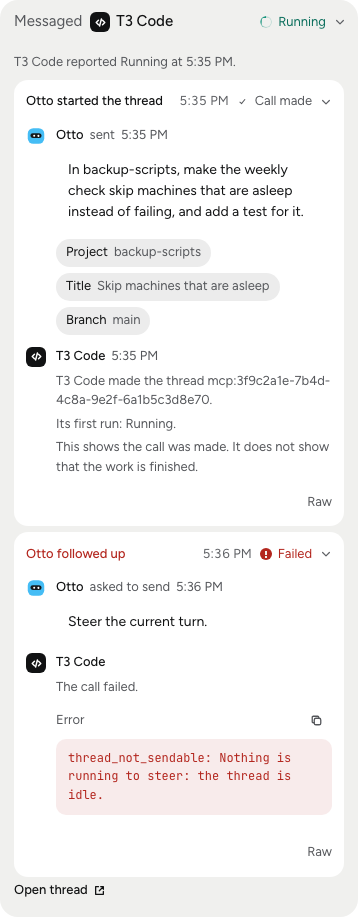 Messaged T3 Code Running
T3 Code reported Running at 5:35 PM.
Otto started the thread 5:35 PM ✓ Call made
Otto sent 5:35 PM
In backup-scripts, make the weekly
check skip machines that are asleep
instead of failing, and add a test for it.
Project backup-scripts
Title Skip machines that are asleep
Branch main
T3 Code 5:35 PM
T3 Code made the thread mcp:3f9c2a1e-7b4d-
4c8a-9e2f-6a1b5c3d8e70.
Its first run: Running.
This shows the call was made. It does not show
that the work is finished.
Raw
Otto followed up 5:36 PM Failed
Otto asked to send 5:36 PM
Steer the current turn.
T3 Code
The call failed.
Error
thread_not_sendable: Nothing is
running to steer: the thread is
idle.
Raw
Open thread